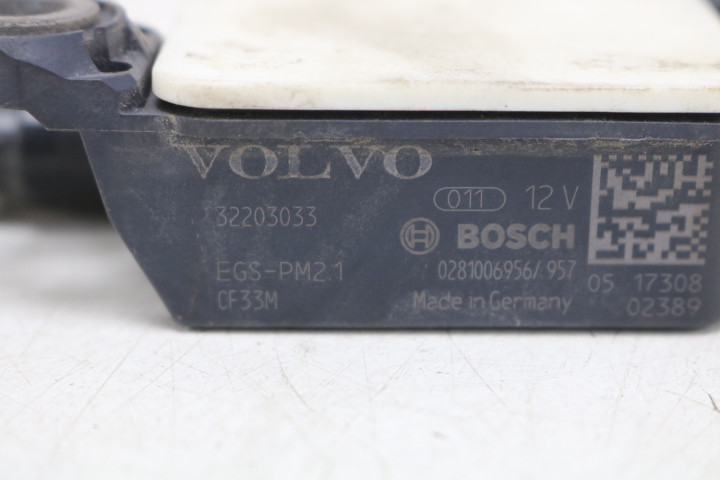 VOLVO
32203033
011 12 V
BOSCH
EGS-PM2.1
0281006956/957
CF33M
Made in Germany
05 17308
02389